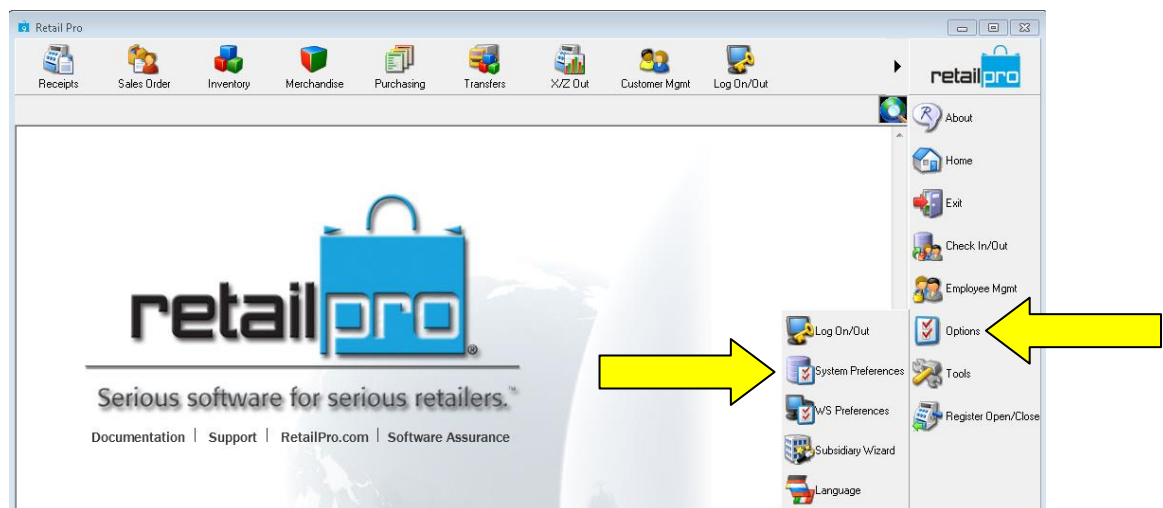 Retail Pro
Receipts Sales Order Inventory Merchandise Purchasing Transfers X/Z Out Customer Mgmt Log On/Out
retailpro
About
Home
Exit
Check In/Out
Employee Mgmt
Options
Tools
Register Open/Close
Log On/Out
System Preferences
WS Preferences
Subsidiary Wizard
Language
retailpro®
Serious software for serious retailers.™
Documentation | Support | RetailPro.com | Software Assurance